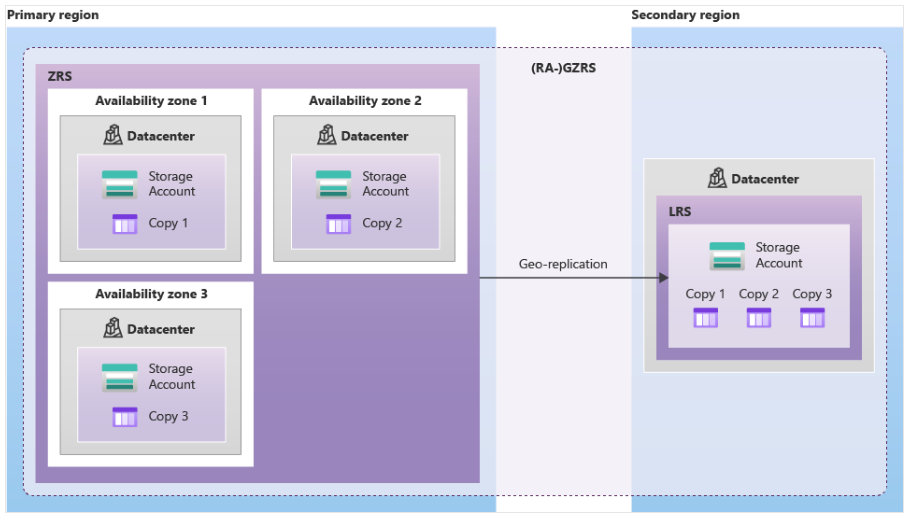 Primary region
Secondary region
(RA-)GZRS
ZRS
Availability zone 1
Datacenter
Storage
Account
Copy 1
Availability zone 2
Datacenter
Storage
Account
Copy 2
Availability zone 3
Datacenter
Storage
Account
Copy 3
Geo-replication
Datacenter
LRS
Storage
Account
Copy 1 Copy 2 Copy 3